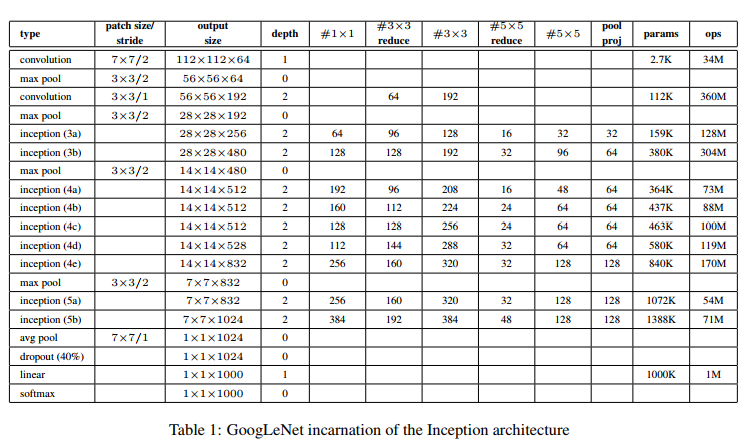 type patch size/ stride output size depth #1×1 #3×3 reduce #3×3 #5×5 reduce #5×5 pool proj params ops
convolution 7×7/2 112×112×64 1 2.7K 34M
max pool 3×3/2 56×56×64 0
convolution 3×3/1 56×56×192 2 64 192 112K 360M
max pool 3×3/2 28×28×192 0
inception (3a) 28×28×256 2 64 96 128 16 32 32 159K 128M
inception (3b) 28×28×480 2 128 128 192 32 96 64 380K 304M
max pool 3×3/2 14×14×480 0
inception (4a) 14×14×512 2 192 96 208 16 48 64 364K 73M
inception (4b) 14×14×512 2 160 112 224 24 64 64 437K 88M
inception (4c) 14×14×512 2 128 128 256 24 64 64 463K 100M
inception (4d) 14×14×528 2 112 144 288 32 64 64 580K 119M
inception (4e) 14×14×832 2 256 160 320 32 128 128 840K 170M
max pool 3×3/2 7×7×832 0
inception (5a) 7×7×832 2 256 160 320 32 128 128 1072K 54M
inception (5b) 7×7×1024 2 384 192 384 48 128 128 1388K 71M
avg pool 7×7/1 1×1×1024 0
dropout (40%) 1×1×1024 0
linear 1×1×1000 1 1000K 1M
softmax 1×1×1000 0
Table 1: GoogLeNet incarnation of the Inception architecture